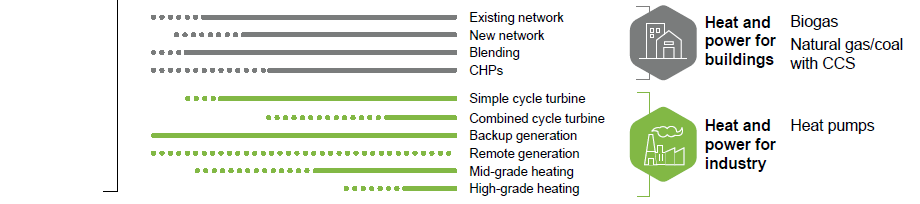 Existing network
New network
Blending
CHPs
Heat and
power for
buildings
Biogas
Natural gas/coal
with CCS
Simple cycle turbine
Combined cycle turbine
Backup generation
Remote generation
Mid-grade heating
High-grade heating
Heat and
power for
industry
Heat pumps